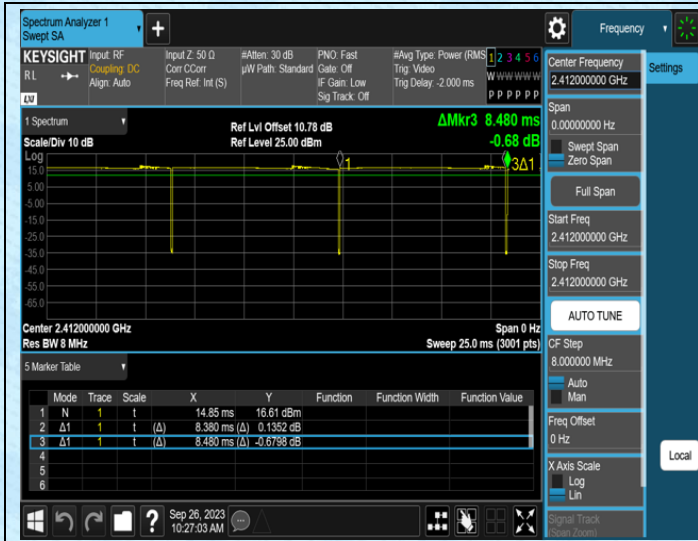 Spectrum Analyzer 1
Swept SA
+
Frequency
KEYSIGHT
RL
LXI
Input: RF
Coupling: DC
Align: Auto
Input Z: 50 Ω
Corr CCorr
Freq Ref: Int (S)
#Atten: 30 dB
µW Path: Standard
PNO: Fast
Gate: Off
IF Gain: Low
Sig Track: Off
#Avg Type: Power (RMS
Trig: Video
Trig Delay: -2.000 ms
1 2 3 4 5 6
W W W W W W
P P P P P P
Center Frequency
2.412000000 GHz
Settings
Span
0.00000000 Hz
Swept Span
Zero Span
Full Span
Start Freq
2.412000000 GHz
Stop Freq
2.412000000 GHz
AUTO TUNE
CF Step
8.000000 MHz
Auto
Man
Freq Offset
0 Hz
X Axis Scale
Log
Lin
Signal Track
(Span Zoom)
Local
1 Spectrum
Scale/Div 10 dB
Ref Lvl Offset 10.78 dB
Ref Level 25.00 dBm
ΔMkr3 8.480 ms
-0.68 dB
Log
15.0
5.00
-5.00
-15.0
-25.0
-35.0
-45.0
-55.0
-65.0
1
3Δ1
Center 2.412000000 GHz
Span 0 Hz
Res BW 8 MHz
Sweep 25.0 ms (3001 pts)
5 Marker Table
Mode Trace Scale X Y Function Function Width Function Value
1 N 1 t 14.85 ms 16.61 dBm
2 Δ1 1 t (Δ) 8.380 ms (Δ) 0.1352 dB
3 Δ1 1 t (Δ) 8.480 ms (Δ) -0.6798 dB
4
5
6
?
Sep 26, 2023
10:27:03 AM